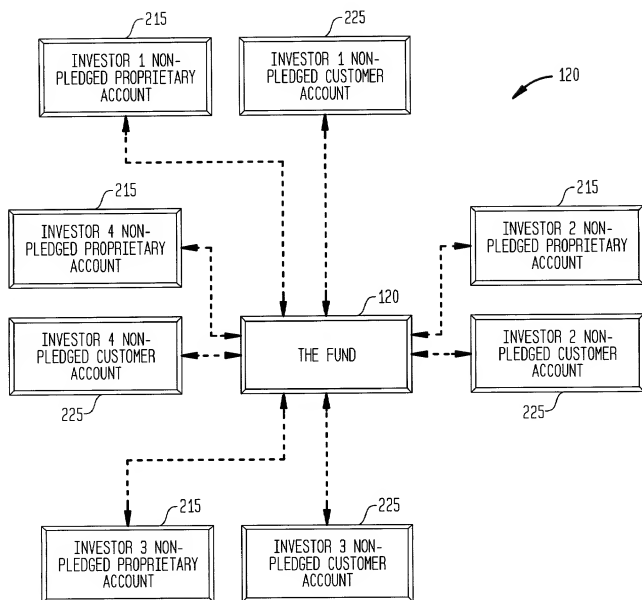 215
225
INVESTOR 1 NON-
PLEDGED PROPRIETARY
ACCOUNT
INVESTOR 1 NON-
PLEDGED CUSTOMER
ACCOUNT
120
215
215
INVESTOR 4 NON-
PLEDGED PROPRIETARY
ACCOUNT
INVESTOR 2 NON-
PLEDGED PROPRIETARY
ACCOUNT
120
INVESTOR 4 NON-
PLEDGED CUSTOMER
ACCOUNT
THE FUND
INVESTOR 2 NON-
PLEDGED CUSTOMER
ACCOUNT
225
225
215
225
INVESTOR 3 NON-
PLEDGED PROPRIETARY
ACCOUNT
INVESTOR 3 NON-
PLEDGED CUSTOMER
ACCOUNT